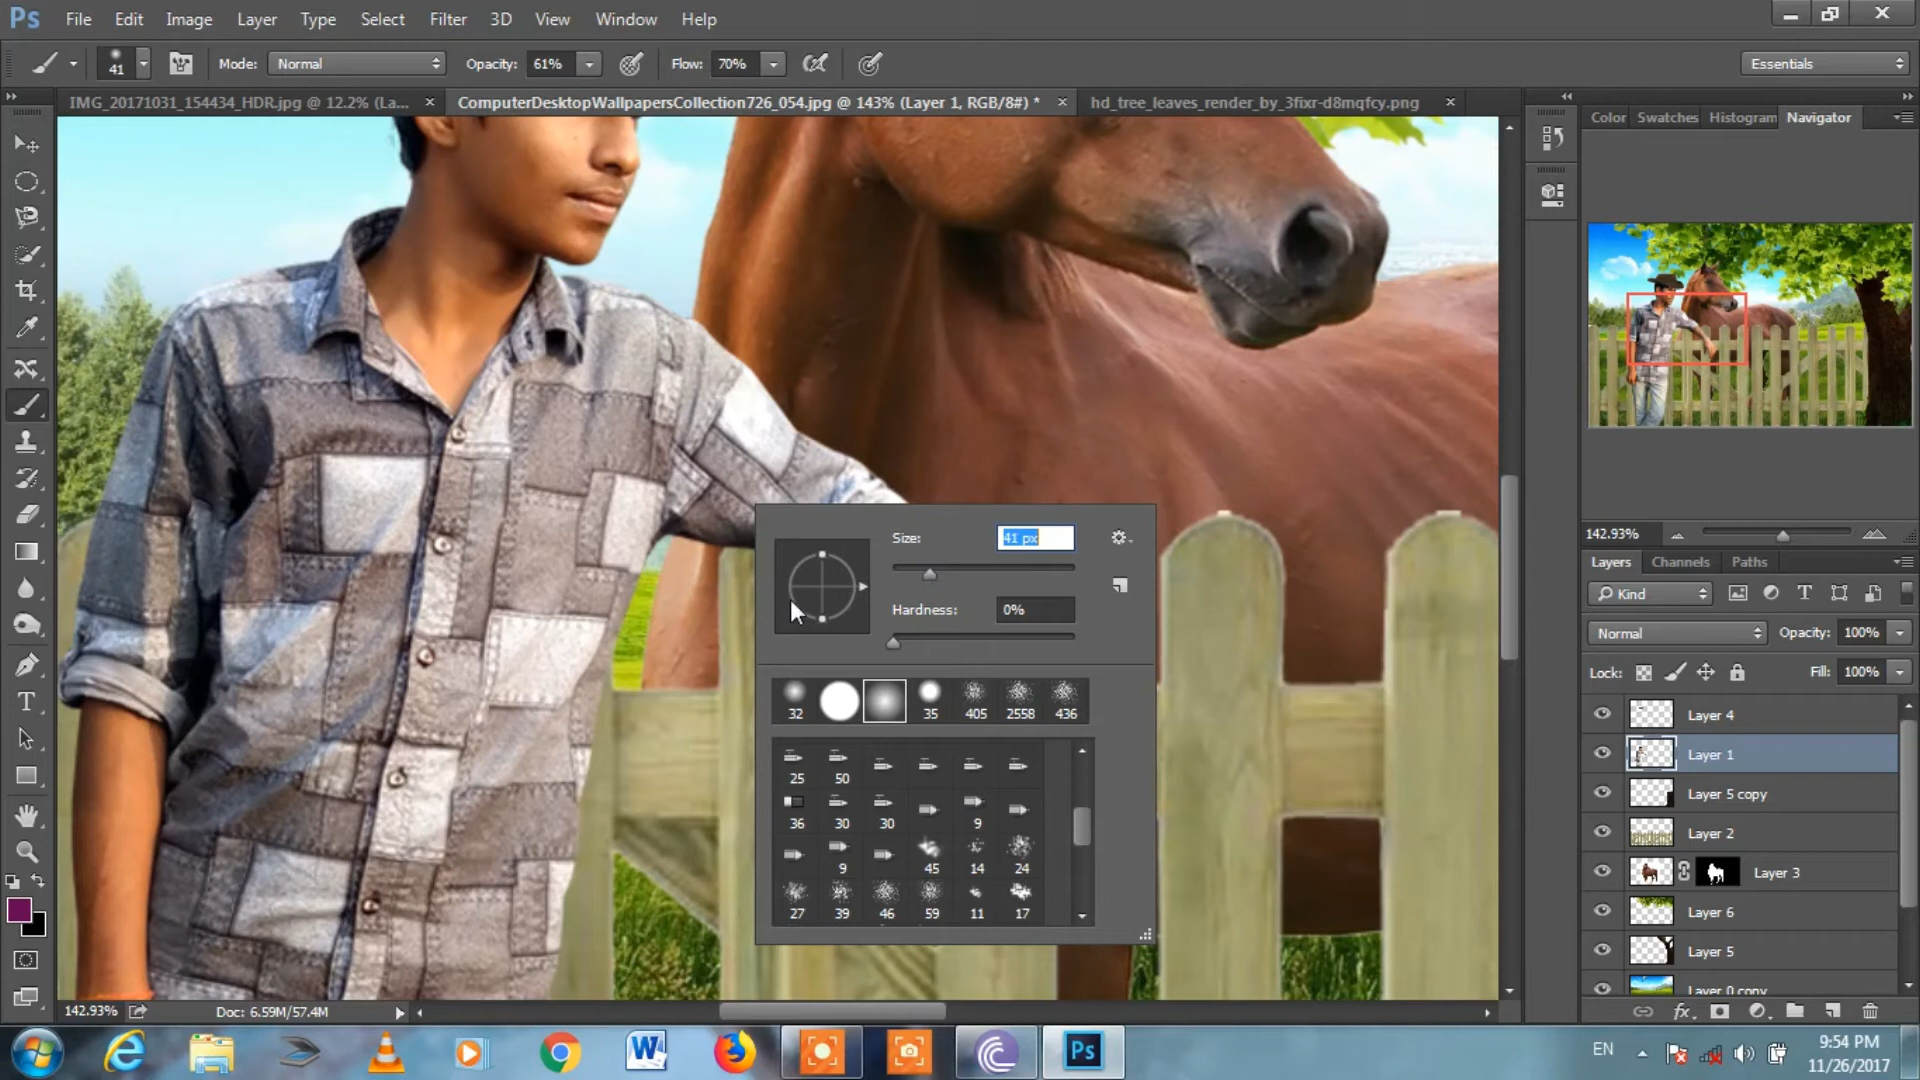 Ps File Edit Image Layer Type Select Filter 3D View Window Help
41 Mode: Normal Opacity: 61% Flow: 70% Essentials
IMG_20171031_154434_HDR.jpg @ 12.2% (La... ComputerDesktopWallpapersCollection726_054.jpg @ 143% (Layer 1, RGB/8#) * hd_tree_leaves_render_by_3fixr-d8mqfcy.png
Color Swatches Histogram Navigator
142.93%
Layers Channels Paths
Kind
Normal Opacity: 100%
Lock: Fill: 100%
Layer 4
Layer 1
Layer 5 copy
Layer 2
Layer 3
Layer 6
Layer 5
Layer 0 copy
Size: 41 px
Hardness: 0%
32 35 405 2558 436
25 50
36 30 30 9
9 45 14 24
27 39 46 59 11 17
142.93% Doc: 6.59M/57.4M
EN 9:54 PM
11/26/2017